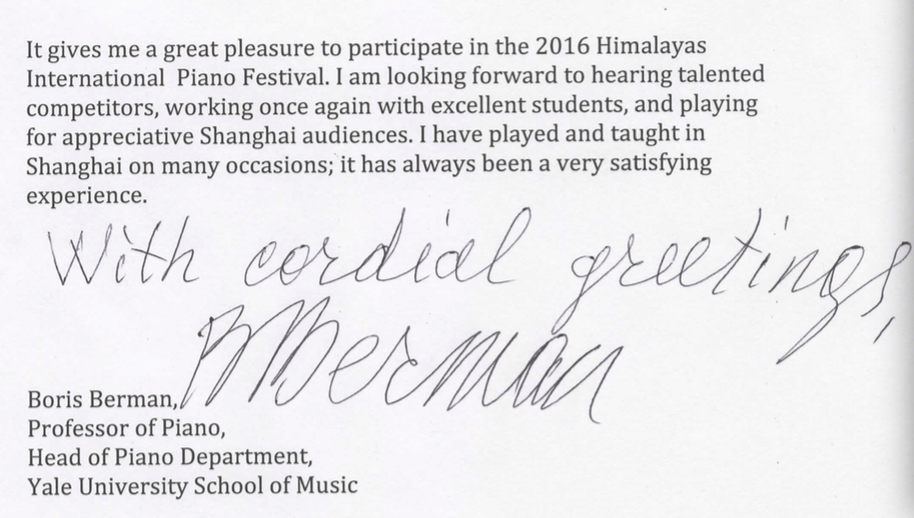 It gives me a great pleasure to participate in the 2016 Himalayas
International  Piano Festival. I am looking forward to hearing talented
competitors, working once again with excellent students, and playing
for appreciative Shanghai audiences. I have played and taught in
Shanghai on many occasions; it has always been a very satisfying
experience.
With cordial greetings,
BBerman
Boris Berman,
Professor of Piano,
Head of Piano Department,
Yale University School of Music